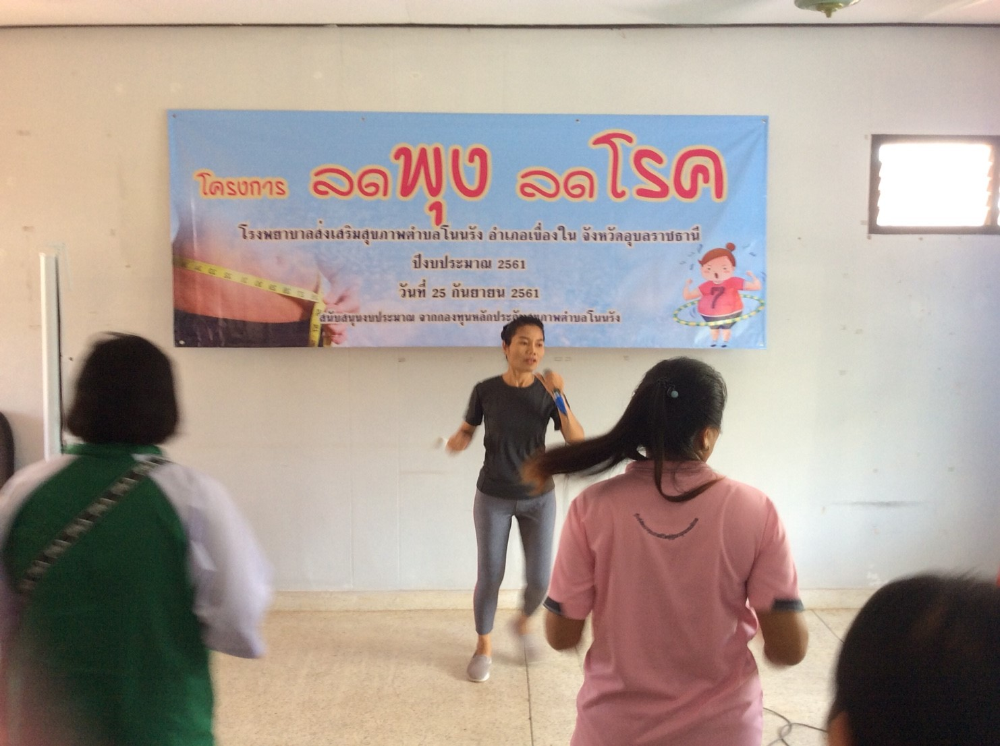 โครงการ ลดพุง ลดโรค
โรงพยาบาลส่งเสริมสุขภาพตำบลโนนรัง อำเภอเขื่องใน จังหวัดอุบลราชธานี
ปีงบประมาณ 2561
วันที่ 25 กันยายน 2561
สนับสนุนงบประมาณ จากกองทุนหลักประกันสุขภาพตำบลโนนรัง
7